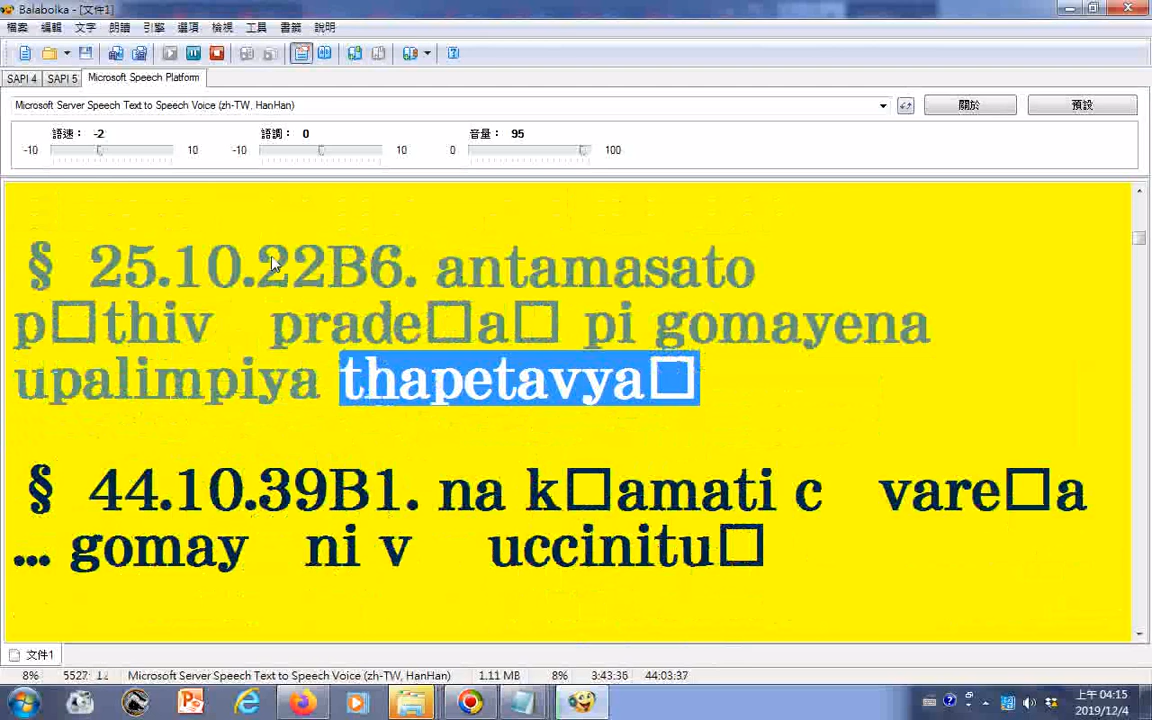 Balabolka - [文件1]
檔案 編輯 文字 朗讀 引擎 選項 檢視 工具 書籤 說明
SAPI 4 SAPI 5 Microsoft Speech Platform
Microsoft Server Speech Text to Speech Voice (zh-TW, HanHan) 關於 預設
語速： -2 語調： 0 音量： 95
-10 10 -10 10 0 100
§ 25.10.22B6. antamasato
p□thiv prade□a□ pi gomayena
upalimpiya thapetavya□
§ 44.10.39B1. na k□amati c vare□a
... gomay ni v uccinitu□
文件1
8% 5527: Microsoft Server Speech Text to Speech Voice (zh-TW, HanHan) 1.11 MB 8% 3:43:36 44:03:37
上午 04:15
2019/12/4